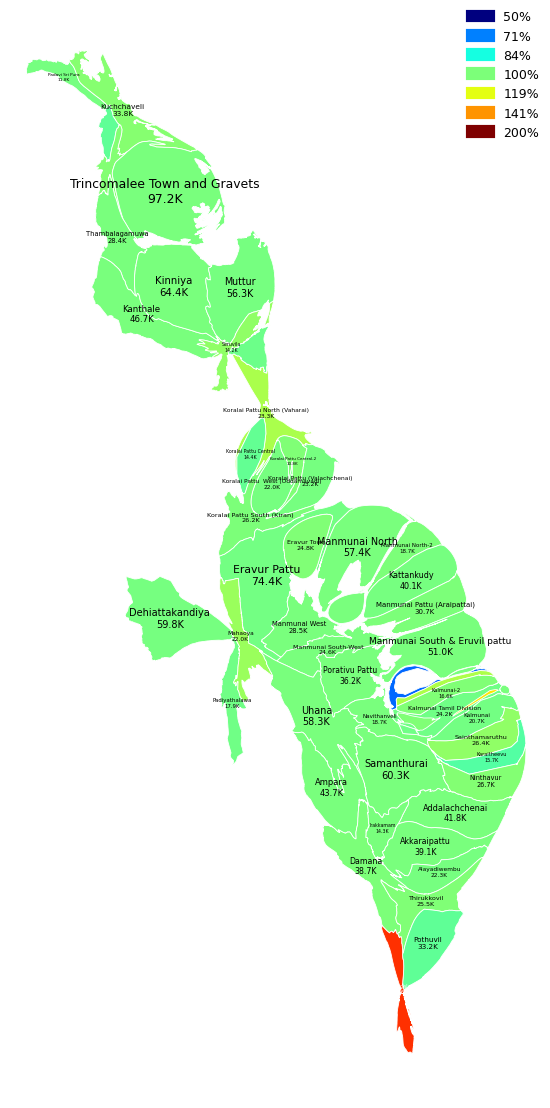 50%
71%
84%
100%
119%
141%
200%
Padavi Sri Pura
11.8K
Kuchchaveli
33.8K
Trincomalee Town and Gravets
97.2K
Thambalagamuwa
28.4K
Kinniya
64.4K
Muttur
56.3K
Kanthale
46.7K
Seruvila
14.2K
Koralai Pattu North (Vaharai)
23.3K
Koralai Pattu Central
14.4K
Koralai Pattu Central-2
Koralai Pattu West
22.0K
Koralai Pattu (Valachchenai)
23.2K
Koralai Pattu South (Kiran)
26.2K
Eravur Town
24.8K
Manmunai North
57.4K
Manmunai North-2
18.7K
Eravur Pattu
74.4K
Kattankudy
40.1K
Manmunai Pattu (Araipattai)
30.7K
Dehiattakandiya
59.8K
Manmunai West
28.5K
Mahaoya
22.0K
Manmunai South-West
24.6K
Manmunai South & Eruvil pattu
51.0K
Porativu Pattu
36.2K
Padiyathalawa
17.9K
Kalmunai-2
16.6K
Kalmunai Tamil Division
24.2K
Kalmunai
20.7K
Navithanveli
18.7K
Uhana
58.3K
Sainthamaruthu
26.4K
Karaitheevu
15.7K
Samanthurai
60.3K
Ninthavur
26.7K
Ampara
43.7K
Addalachchenai
41.8K
Irakkamam
14.3K
Akkaraipattu
39.1K
Damana
38.7K
Alayadiwembu
22.3K
Thirukkovil
25.5K
Pothuvil
33.2K